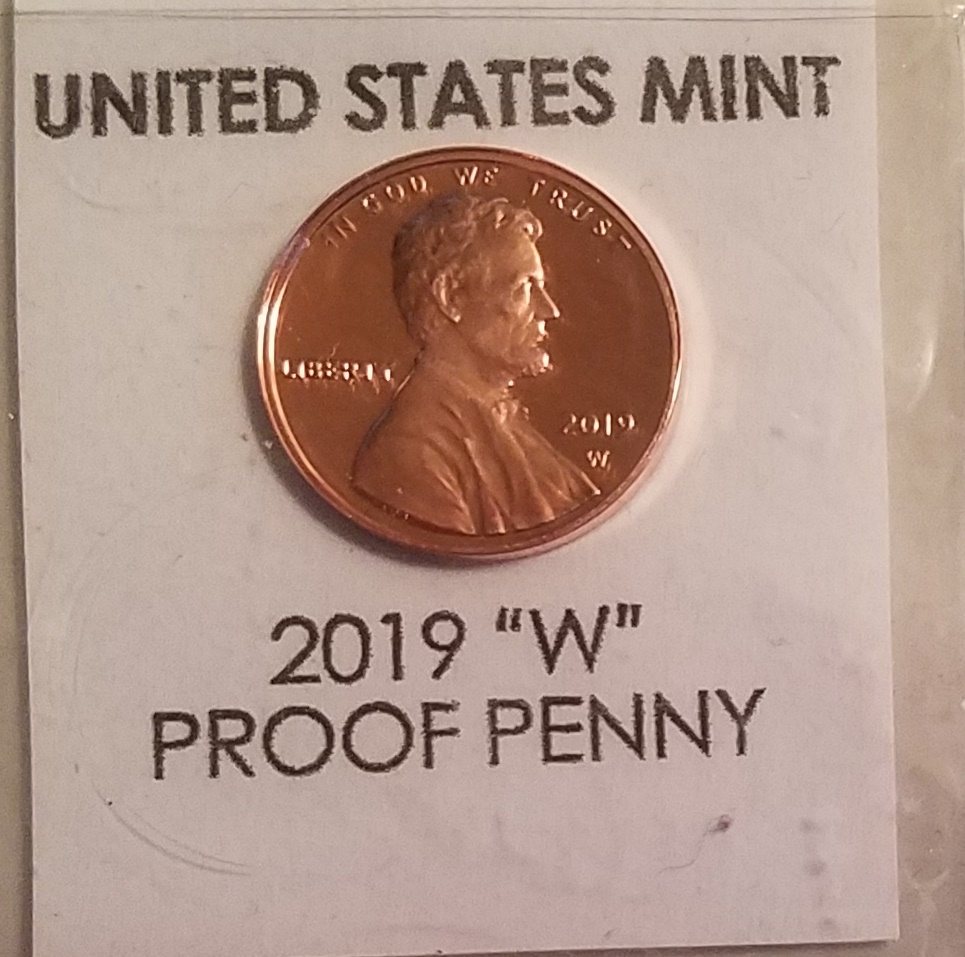 UNITED STATES MINT
IN GOD WE TRUST
LIBERTY
2019
W
2019 “W”
PROOF PENNY